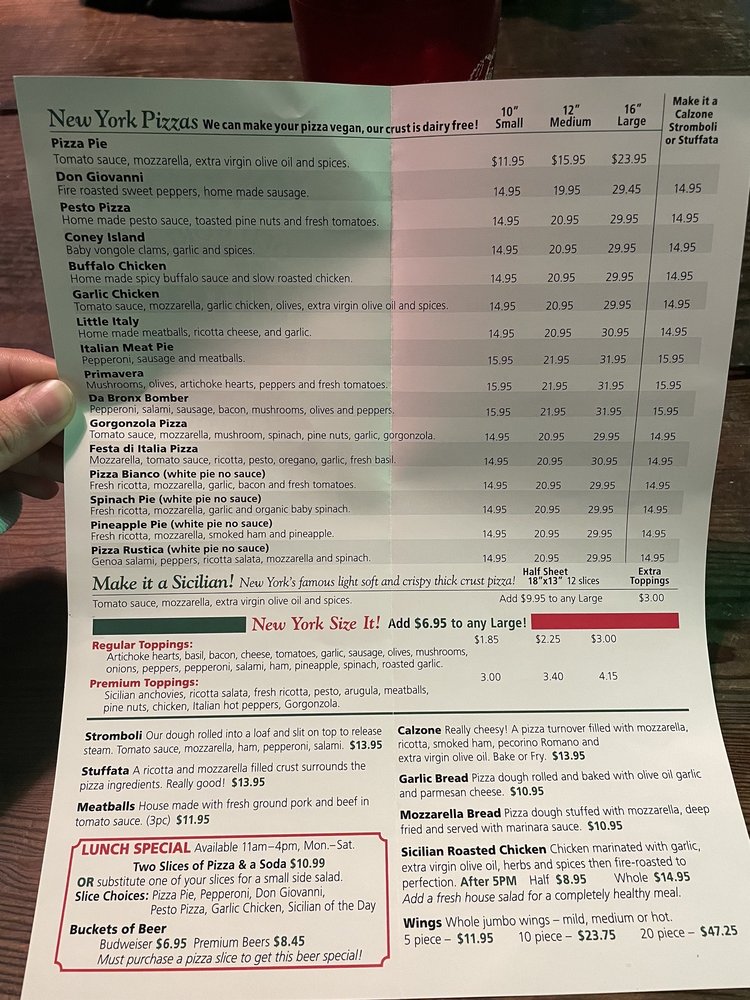 New York Pizzas We can make your pizza vegan, our crust is dairy free! 10" Small 12" Medium 16" Large Make it a Calzone Stromboli or Stuffata
Pizza Pie
Tomato sauce, mozzarella, extra virgin olive oil and spices. $11.95 $15.95 $23.95
Don Giovanni
Fire roasted sweet peppers, home made sausage. 14.95 19.95 29.45 14.95
Pesto Pizza
Home made pesto sauce, toasted pine nuts and fresh tomatoes. 14.95 20.95 29.95 14.95
Coney Island
Baby vongole clams, garlic and spices. 14.95 20.95 29.95 14.95
Buffalo Chicken
Home made spicy buffalo sauce and slow roasted chicken. 14.95 20.95 29.95 14.95
Garlic Chicken
Tomato sauce, mozzarella, garlic chicken, olives, extra virgin olive oil and spices. 14.95 20.95 29.95 14.95
Little Italy
Home made meatballs, ricotta cheese, and garlic. 14.95 20.95 30.95 14.95
Italian Meat Pie
Pepperoni, sausage and meatballs. 15.95 21.95 31.95 15.95
Primavera
Mushrooms, olives, artichoke hearts, peppers and fresh tomatoes. 15.95 21.95 31.95 15.95
Da Bronx Bomber
Pepperoni, salami, sausage, bacon, mushrooms, olives and peppers. 15.95 21.95 31.95 15.95
Gorgonzola Pizza
Tomato sauce, mozzarella, mushroom, spinach, pine nuts, garlic, gorgonzola. 14.95 20.95 29.95 14.95
Festa di Italia Pizza
Mozzarella, tomato sauce, ricotta, pesto, oregano, garlic, fresh basil. 14.95 20.95 30.95 14.95
Pizza Bianco (white pie no sauce)
Fresh ricotta, mozzarella, garlic, bacon and fresh tomatoes. 14.95 20.95 29.95 14.95
Spinach Pie (white pie no sauce)
Fresh ricotta, mozzarella, garlic and organic baby spinach. 14.95 20.95 29.95 14.95
Pineapple Pie (white pie no sauce)
Fresh ricotta, mozzarella, smoked ham and pineapple. 14.95 20.95 29.95 14.95
Pizza Rustica (white pie no sauce)
Genoa salami, peppers, ricotta salata, mozzarella and spinach. 14.95 20.95 29.95 14.95
Make it a Sicilian! New York's famous light soft and crispy thick crust pizza! Half Sheet 18"x13" 12 slices Extra Toppings
Tomato sauce, mozzarella, extra virgin olive oil and spices. Add $9.95 to any Large $3.00
New York Size It! Add $6.95 to any Large!
Regular Toppings: $1.85 $2.25 $3.00
Artichoke hearts, basil, bacon, cheese, tomatoes, garlic, sausage, olives, mushrooms,
onions, peppers, pepperoni, salami, ham, pineapple, spinach, roasted garlic.
Premium Toppings: 3.00 3.40 4.15
Sicilian anchovies, ricotta salata, fresh ricotta, pesto, arugula, meatballs,
pine nuts, chicken, Italian hot peppers, Gorgonzola.
Stromboli Our dough rolled into a loaf and slit on top to release
steam. Tomato sauce, mozzarella, ham, pepperoni, salami. $13.95
Stuffata A ricotta and mozzarella filled crust surrounds the
pizza ingredients. Really good! $13.95
Meatballs House made with fresh ground pork and beef in
tomato sauce. (3pc) $11.95
LUNCH SPECIAL Available 11am–4pm, Mon.–Sat.
Two Slices of Pizza & a Soda $10.99
OR substitute one of your slices for a small side salad.
Slice Choices: Pizza Pie, Pepperoni, Don Giovanni,
Pesto Pizza, Garlic Chicken, Sicilian of the Day
Buckets of Beer
Budweiser $6.95 Premium Beers $8.45
Must purchase a pizza slice to get this beer special!
Calzone Really cheesy! A pizza turnover filled with mozzarella,
ricotta, smoked ham, pecorino Romano and
extra virgin olive oil. Bake or Fry. $13.95
Garlic Bread Pizza dough rolled and baked with olive oil garlic
and parmesan cheese. $10.95
Mozzarella Bread Pizza dough stuffed with mozzarella, deep
fried and served with marinara sauce. $10.95
Sicilian Roasted Chicken Chicken marinated with garlic,
extra virgin olive oil, herbs and spices then fire-roasted to
perfection. After 5PM Half $8.95 Whole $14.95
Add a fresh house salad for a completely healthy meal.
Wings Whole jumbo wings – mild, medium or hot.
5 piece – $11.95 10 piece – $23.75 20 piece – $47.25